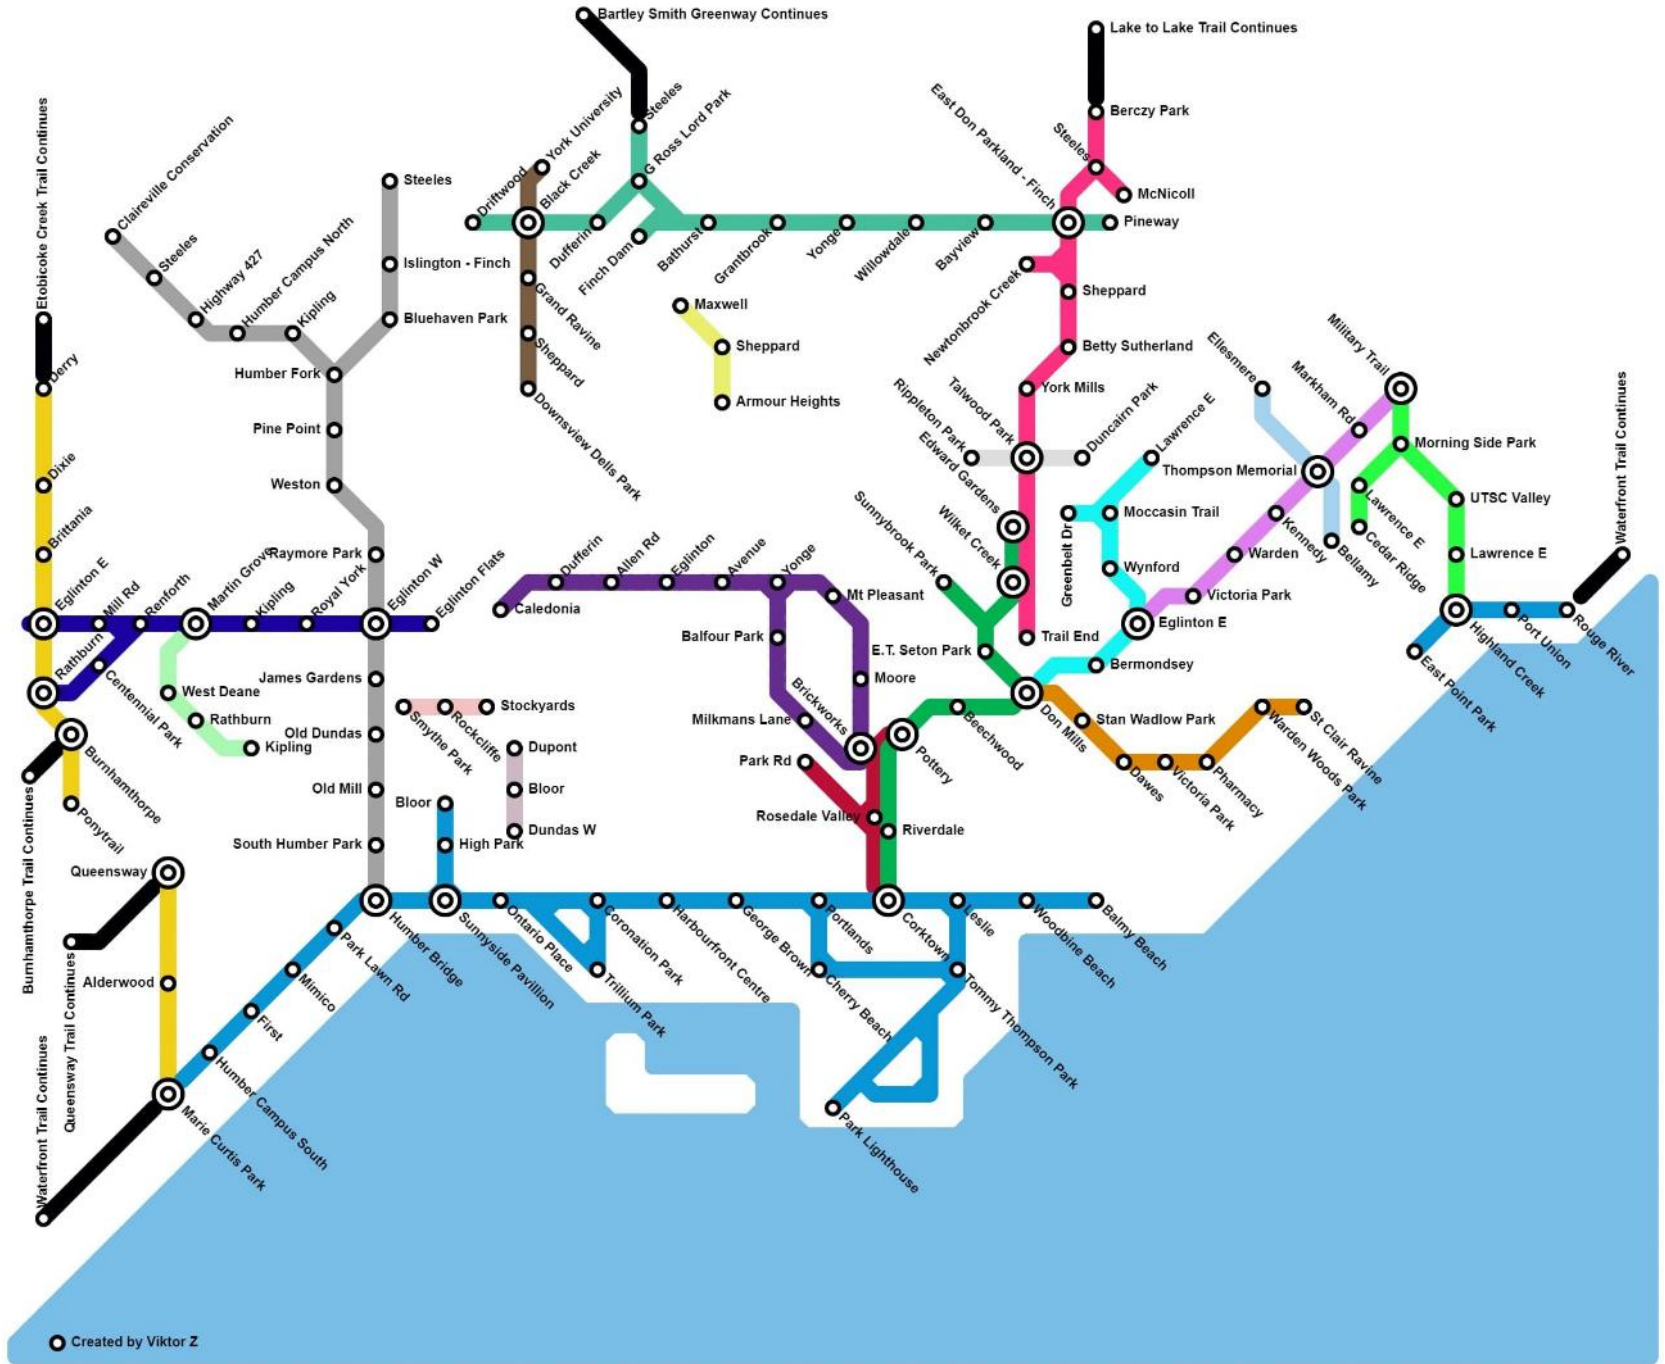 Bartley Smith Greenway Continues
Lake to Lake Trail Continues
Etobicoke Creek Trail Continues
Claireville Conservation
Steeles
Highway 427
Humber Campus North
Kipling
Steeles
Islington - Finch
Bluehaven Park
Humber Fork
Pine Point
Weston
Raymore Park
Driftwood
York University
Black Creek
Steeles
G Ross Lord Park
Dufferin
Finch Dam
Bathurst
Grantbrook
Yonge
Willowdale
Bayview
East Don Parkland - Finch
Pineway
Berczy Park
Steeles
McNicoll
Newtonbrook Creek
Sheppard
Betty Sutherland
York Mills
Grand Ravine
Sheppard
Downsview Dells Park
Maxwell
Sheppard
Armour Heights
Talwood Park
Rippleton Park
Duncairn Park
Edward Gardens
Wilket Creek
Sunnybrook Park
Trail End
E.T. Seton Park
Lawrence E
Greenbelt Dr
Moccasin Trail
Wynford
Eglinton E
Bermondsey
Don Mills
Ellesmere
Markham Rd
Military Trail
Thompson Memorial
Kennedy
Warden
Victoria Park
Bellamy
Morning Side Park
Lawrence E
Cedar Ridge
UTSC Valley
Lawrence E
Highland Creek
Port Union
Rouge River
East Point Park
Waterfront Trail Continues
Derry
Dixie
Brittania
Eglinton E
Mill Rd
Renforth
Martin Grove
Kipling
Royal York
Eglinton W
Eglinton Flats
Rathburn
Centennial Park
West Deane
Rathburn
Kipling
Burnhamthorpe
Ponytrail
Burnhamthorpe Trail Continues
James Gardens
Old Dundas
Old Mill
South Humber Park
Smythe Park
Rockcliffe
Stockyards
Dupont
Bloor
Dundas W
Bloor
High Park
Caledonia
Dufferin
Allen Rd
Eglinton
Avenue
Yonge
Mt Pleasant
Balfour Park
Moore
Milkmans Lane
Brickworks
Park Rd
Rosedale Valley
Pottery
Riverdale
Beechwood
Stan Wadlow Park
Dawes
Victoria Park
Pharmacy
Warden Woods Park
St Clair Ravine
Queensway
Queensway Trail Continues
Alderwood
Marie Curtis Park
Waterfront Trail Continues
Humber Campus South
First
Mimico
Park Lawn Rd
Humber Bridge
Sunnyside Pavillion
Ontario Place
Coronation Park
Trillium Park
Harbourfront Centre
George Brown
Portlands
Cherry Beach
Corktown
Leslie
Tommy Thompson Park
Park Lighthouse
Woodbine Beach
Balmy Beach
Created by Viktor Z